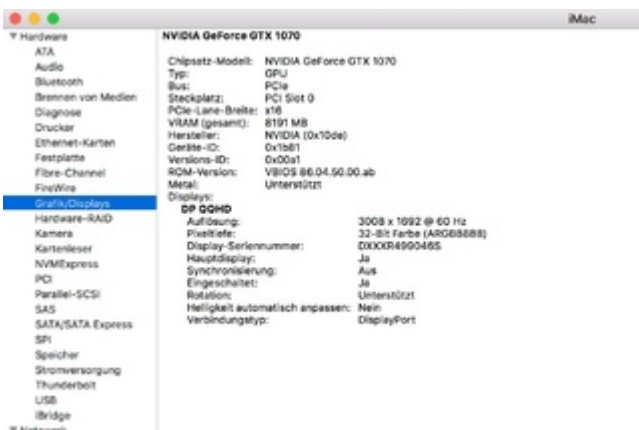 iMac
Hardware
ATA
Audio
Bluetooth
Brennen von Medien
Diagnose
Drucker
Ethernet-Karten
Festplatte
Fibre-Channel
FireWire
Grafik/Displays
Hardware-RAID
Kamera
Kartenleser
NVMExpress
PCI
Parallel-SCSI
SAS
SATA/SATA Express
SPI
Speicher
Stromversorgung
Thunderbolt
USB
iBridge
NVIDIA GeForce GTX 1070
Chipsatz-Modell: NVIDIA GeForce GTX 1070
Typ: GPU
Bus: PCIe
Steckplatz: PCI Slot 0
PCIe-Lane-Breite: x16
VRAM (gesamt): 8191 MB
Hersteller: NVIDIA (0x10de)
Geräte-ID: 0x1b81
Versions-ID: 0x00a1
ROM-Version: VBIOS 86.04.50.00.ab
Metal: Unterstützt
Displays:
DP QQHD
Auflösung: 3008 x 1692 @ 60 Hz
Pixeltiefe: 32-Bit Farbe (ARGB8888)
Display-Seriennummer: DXXXR499046S
Hauptdisplay: Ja
Synchronisierung: Aus
Eingeschaltet: Ja
Rotation: Unterstützt
Helligkeit automatisch anpassen: Nein
Verbindungstyp: DisplayPort